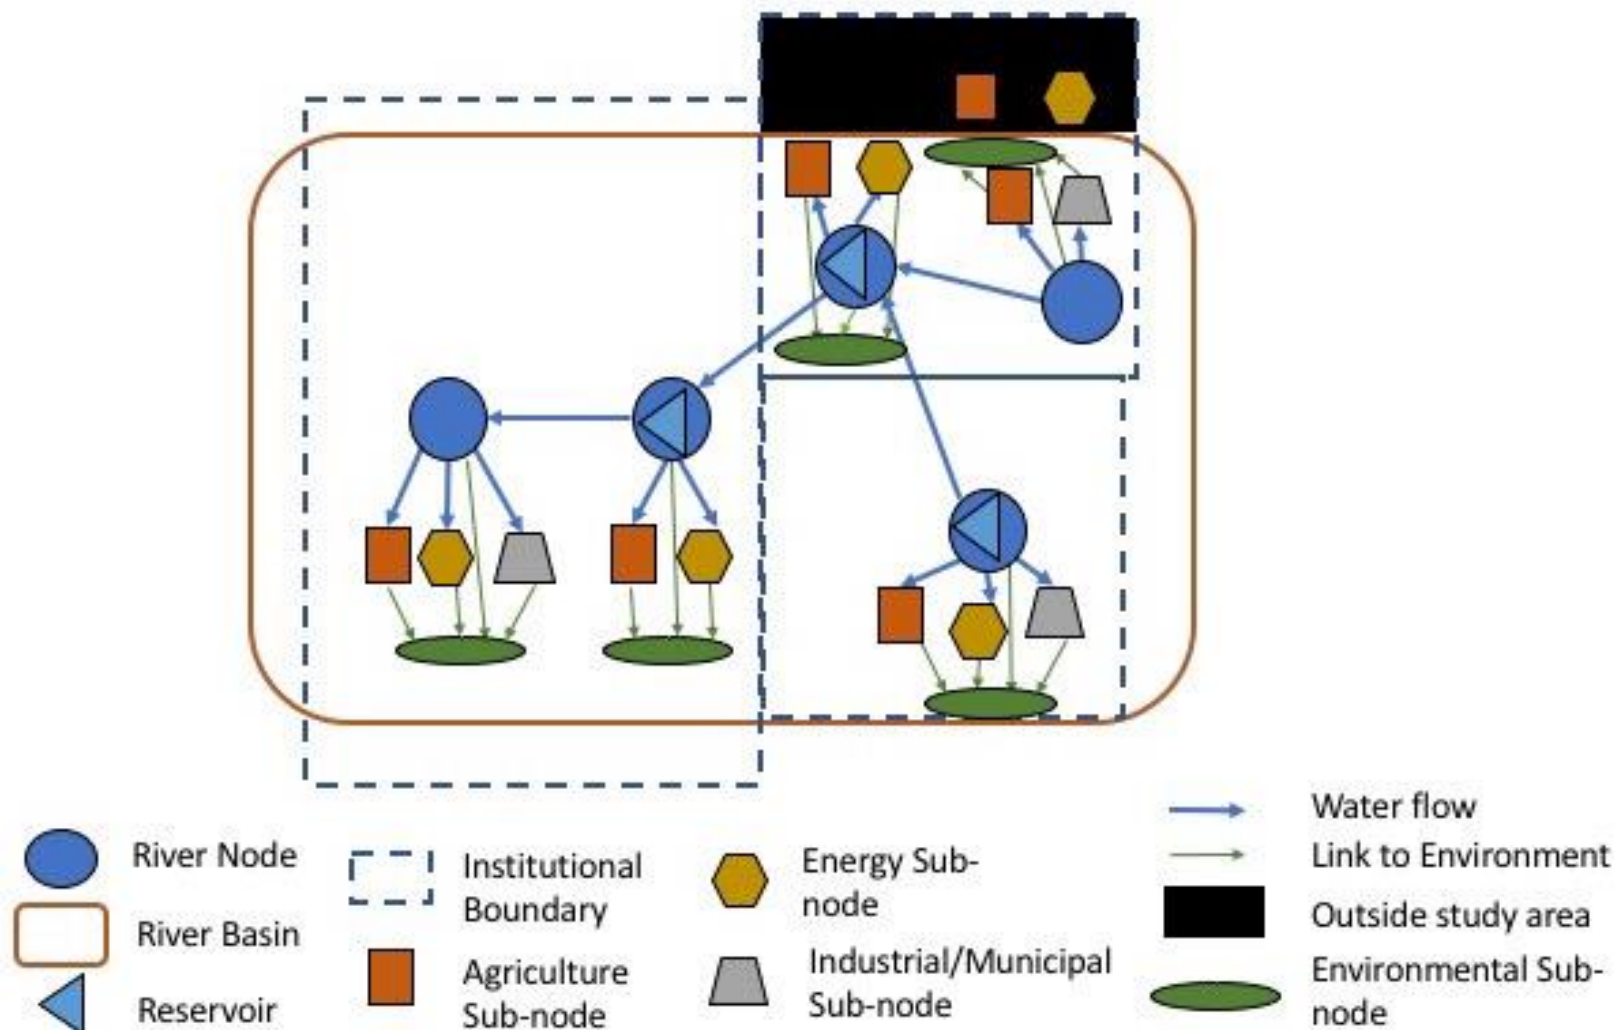 River Node
River Basin
Reservoir
Institutional
Boundary
Agriculture
Sub-node
Energy Sub-
node
Industrial/Municipal
Sub-node
Water flow
Link to Environment
Outside study area
Environmental Sub-
node